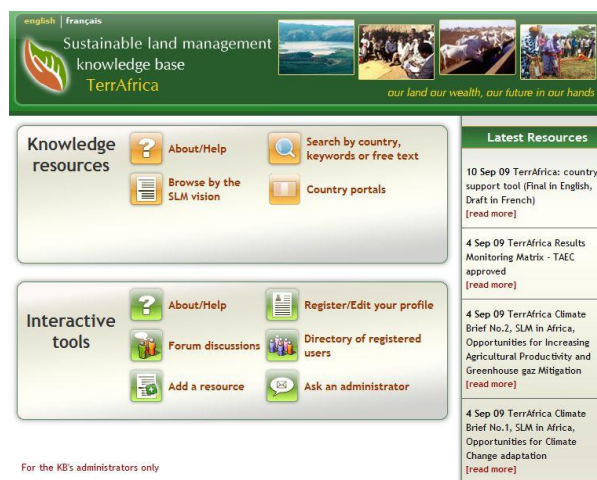 english | français
Sustainable land management
knowledge base
TerrAfrica
our land our wealth, our future in our hands
Knowledge
resources
About/Help
Search by country,
keywords or free text
Browse by the
SLM vision
Country portals
Interactive
tools
About/Help
Register/Edit your profile
Forum discussions
Directory of registered
users
Add a resource
Ask an administrator
For the KB's administrators only
Latest Resources
10 Sep 09 TerrAfrica: country
support tool (Final in English,
Draft in French)
[read more]
4 Sep 09 TerrAfrica Results
Monitoring Matrix - TAEC
approved
[read more]
4 Sep 09 TerrAfrica Climate
Brief No.2, SLM in Africa,
Opportunities for Increasing
Agricultural Productivity and
Greenhouse gaz Mitigation
[read more]
4 Sep 09 TerrAfrica Climate
Brief No.1, SLM in Africa,
Opportunities for Climate
Change adaptation
[read more]